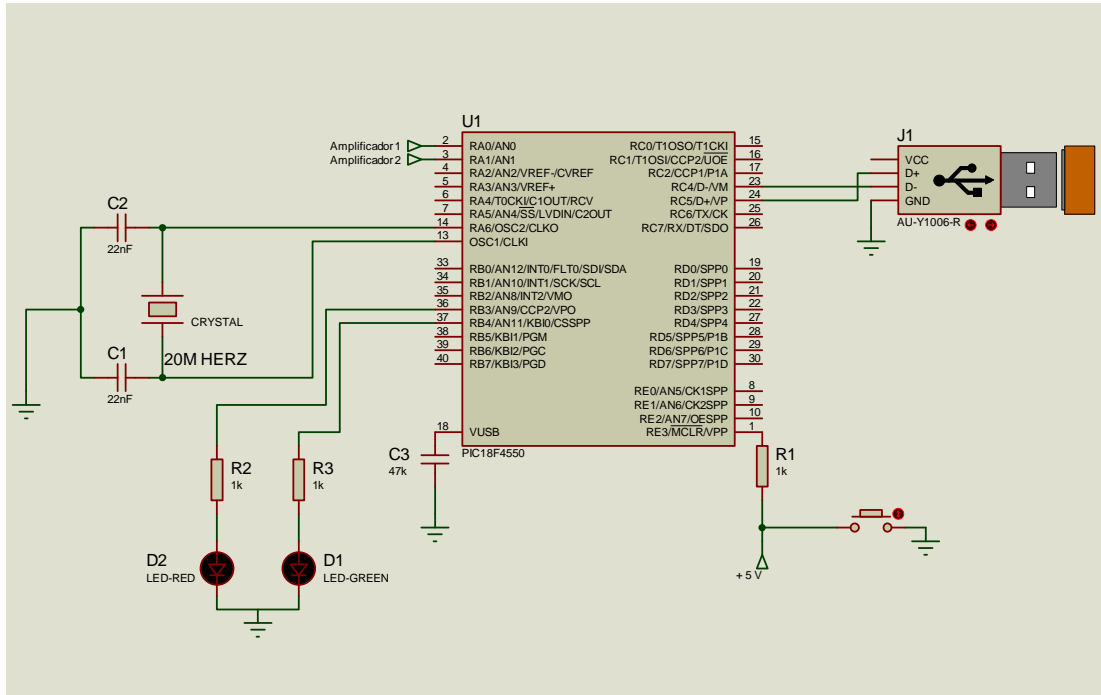 U1
Amplificador1
Amplificador2
2 RA0/AN0
3 RA1/AN1
4 RA2/AN2/VREF-/CVREF
5 RA3/AN3/VREF+
6 RA4/T0CKI/C1OUT/RCV
7 RA5/AN4/SS/LVDIN/C2OUT
14 RA6/OSC2/CLKO
13 OSC1/CLKI
33 RB0/AN12/INT0/FLT0/SDI/SDA
34 RB1/AN10/INT1/SCK/SCL
35 RB2/AN8/INT2/VMO
36 RB3/AN9/CCP2/VPO
37 RB4/AN11/KBI0/CSSPP
38 RB5/KBI1/PGM
39 RB6/KBI2/PGC
40 RB7/KBI3/PGD
18 VUSB
RC0/T1OSO/T1CKI 15
RC1/T1OSI/CCP2/UOE 16
RC2/CCP1/P1A 17
RC4/D-/VM 23
RC5/D+/VP 24
RC6/TX/CK 25
RC7/RX/DT/SDO 26
RD0/SPP0 19
RD1/SPP1 20
RD2/SPP2 21
RD3/SPP3 22
RD4/SPP4 27
RD5/SPP5/P1B 28
RD6/SPP6/P1C 29
RD7/SPP7/P1D 30
RE0/AN5/CK1SPP 8
RE1/AN6/CK2SPP 9
RE2/AN7/OESPP 10
RE3/MCLR/VPP 1
PIC18F4550
J1
VCC
D+
D-
GND
AU-Y1006-R
C2
22nF
CRYSTAL
20M HERZ
C1
22nF
C3
47k
R1
1k
R2
1k
R3
1k
D2
LED-RED
D1
LED-GREEN
+5V